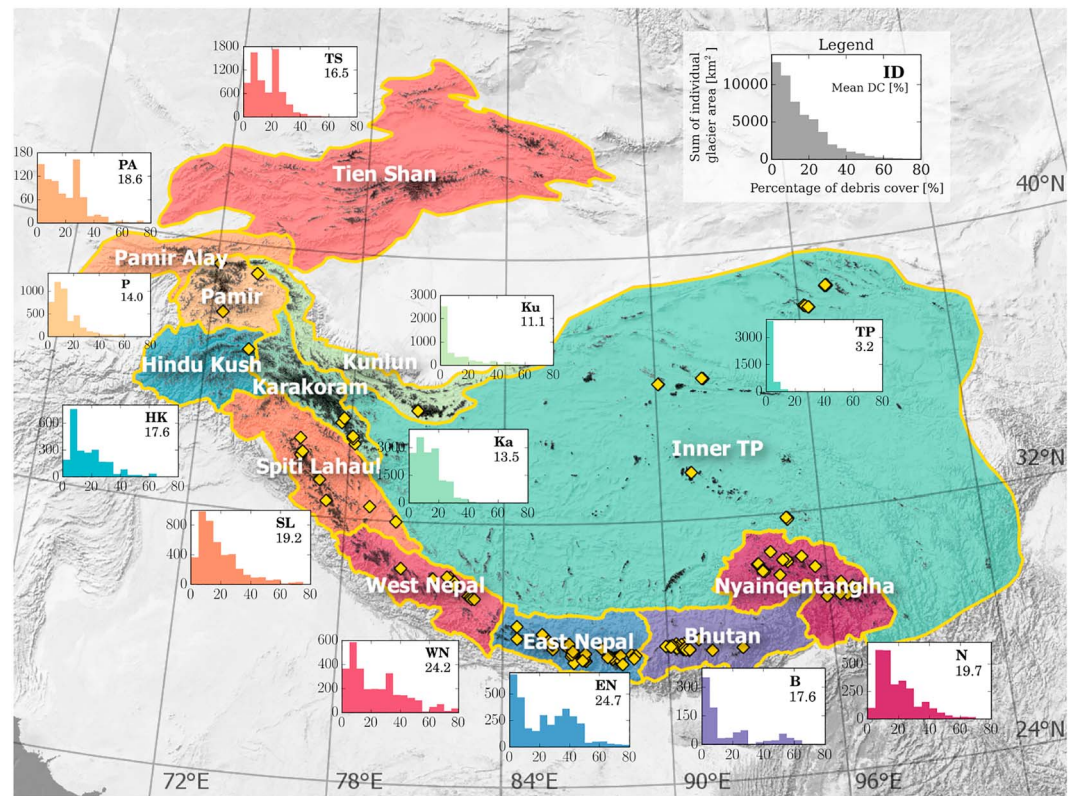 Legend
ID
Mean DC [%]
Sum of individual
glacier area [km²]
10000
5000
0
0 20 40 60 80
Percentage of debris cover [%]
1800
1200
600
0
TS
16.5
0 20 40 60 80
180
120
60
0
PA
18.6
0 20 40 60 80
Tien Shan
40°N
Pamir Alay
1000
500
0
P
14.0
0 20 40 60 80
Pamir
3000
2000
1000
0
Ku
11.1
0 20 40 60 80
3000
1500
0
TP
3.2
0 20 40 60 80
Hindu Kush
Kunlun
Karakoram
600
300
0
HK
17.6
0 20 40 60 80
3000
1500
0
Ka
13.5
0 20 40 60 80
Inner TP
32°N
Spiti Lahaul
800
400
0
SL
19.2
0 20 40 60 80
West Nepal
Nyainqentanglha
East Nepal
Bhutan
600
400
200
0
WN
24.2
0 20 40 60 80
500
250
0
EN
24.7
0 20 40 60 80
300
150
0
B
17.6
0 20 40 60 80
500
250
0
N
19.7
0 20 40 60 80
24°N
72°E
78°E
84°E
90°E
96°E